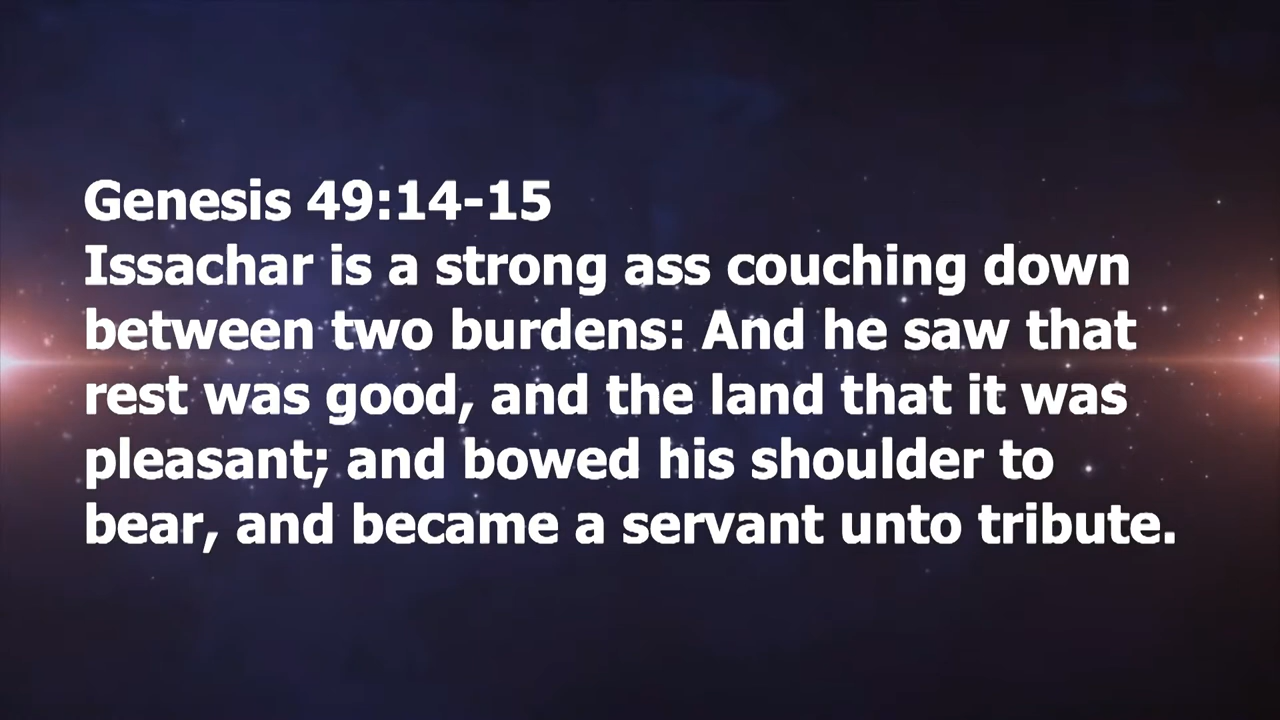 Genesis 49:14-15
Issachar is a strong ass couching down
between two burdens: And he saw that
rest was good, and the land that it was
pleasant; and bowed his shoulder to
bear, and became a servant unto tribute.